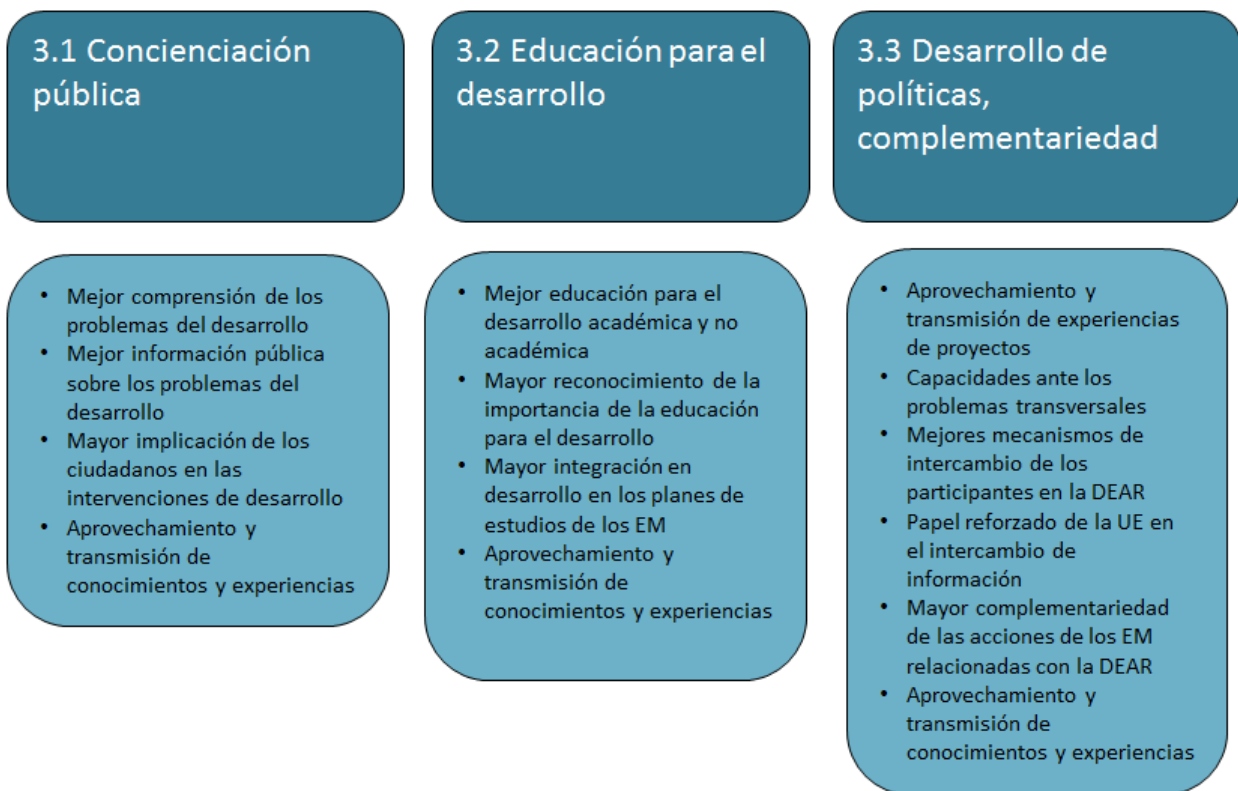 3.1 Concienciación
pública
3.2 Educación para el
desarrollo
3.3 Desarrollo de
políticas,
complementariedad
• Mejor comprensión de los
problemas del desarrollo
• Mejor información pública
sobre los problemas del
desarrollo
• Mayor implicación de los
ciudadanos en las
intervenciones de desarrollo
• Aprovechamiento y
transmisión de
conocimientos y experiencias
• Mejor educación para el
desarrollo académica y no
académica
• Mayor reconocimiento de la
importancia de la educación
para el desarrollo
• Mayor integración en
desarrollo en los planes de
estudios de los EM
• Aprovechamiento y
transmisión de
conocimientos y experiencias
• Aprovechamiento y
transmisión de experiencias
de proyectos
• Capacidades ante los
problemas transversales
• Mejores mecanismos de
intercambio de los
participantes en la DEAR
• Papel reforzado de la UE en
el intercambio de
información
• Mayor complementariedad
de las acciones de los EM
relacionadas con la DEAR
• Aprovechamiento y
transmisión de
conocimientos y experiencias